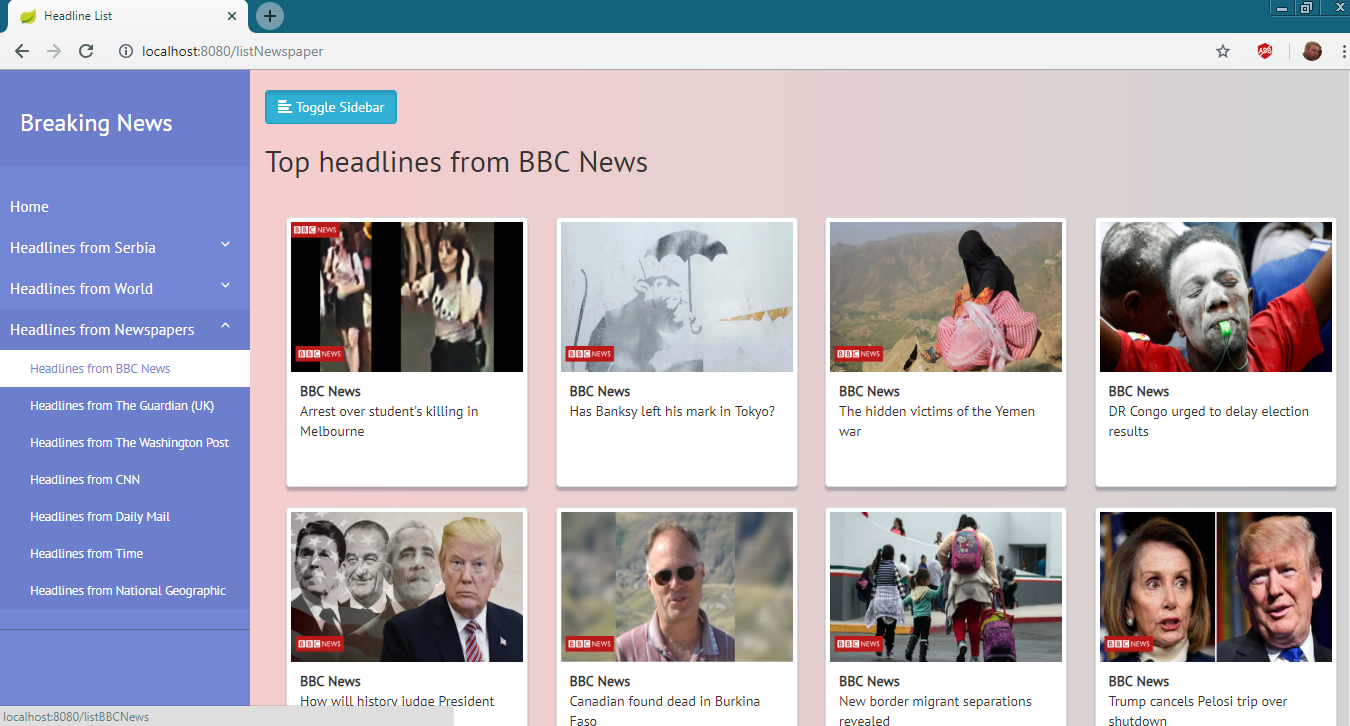 Headline List
localhost:8080/listNewspaper
ABP
Breaking News
Home
Headlines from Serbia
Headlines from World
Headlines from Newspapers
Headlines from BBC News
Headlines from The Guardian (UK)
Headlines from The Washington Post
Headlines from CNN
Headlines from Daily Mail
Headlines from Time
Headlines from National Geographic
localhost:8080/listBBCNews
Toggle Sidebar
Top headlines from BBC News
BBC NEWS
BBC NEWS
BBC News
Arrest over student's killing in
Melbourne
BBC NEWS
BBC News
Has Banksy left his mark in Tokyo?
BBC NEWS
BBC News
The hidden victims of the Yemen
war
BBC News
DR Congo urged to delay election
results
BBC NEWS
BBC News
How will history judge President
BBC NEWS
BBC News
Canadian found dead in Burkina
Faso
BBC NEWS
BBC News
New border migrant separations
revealed
BBC NEWS
BBC News
Trump cancels Pelosi trip over
shutdown